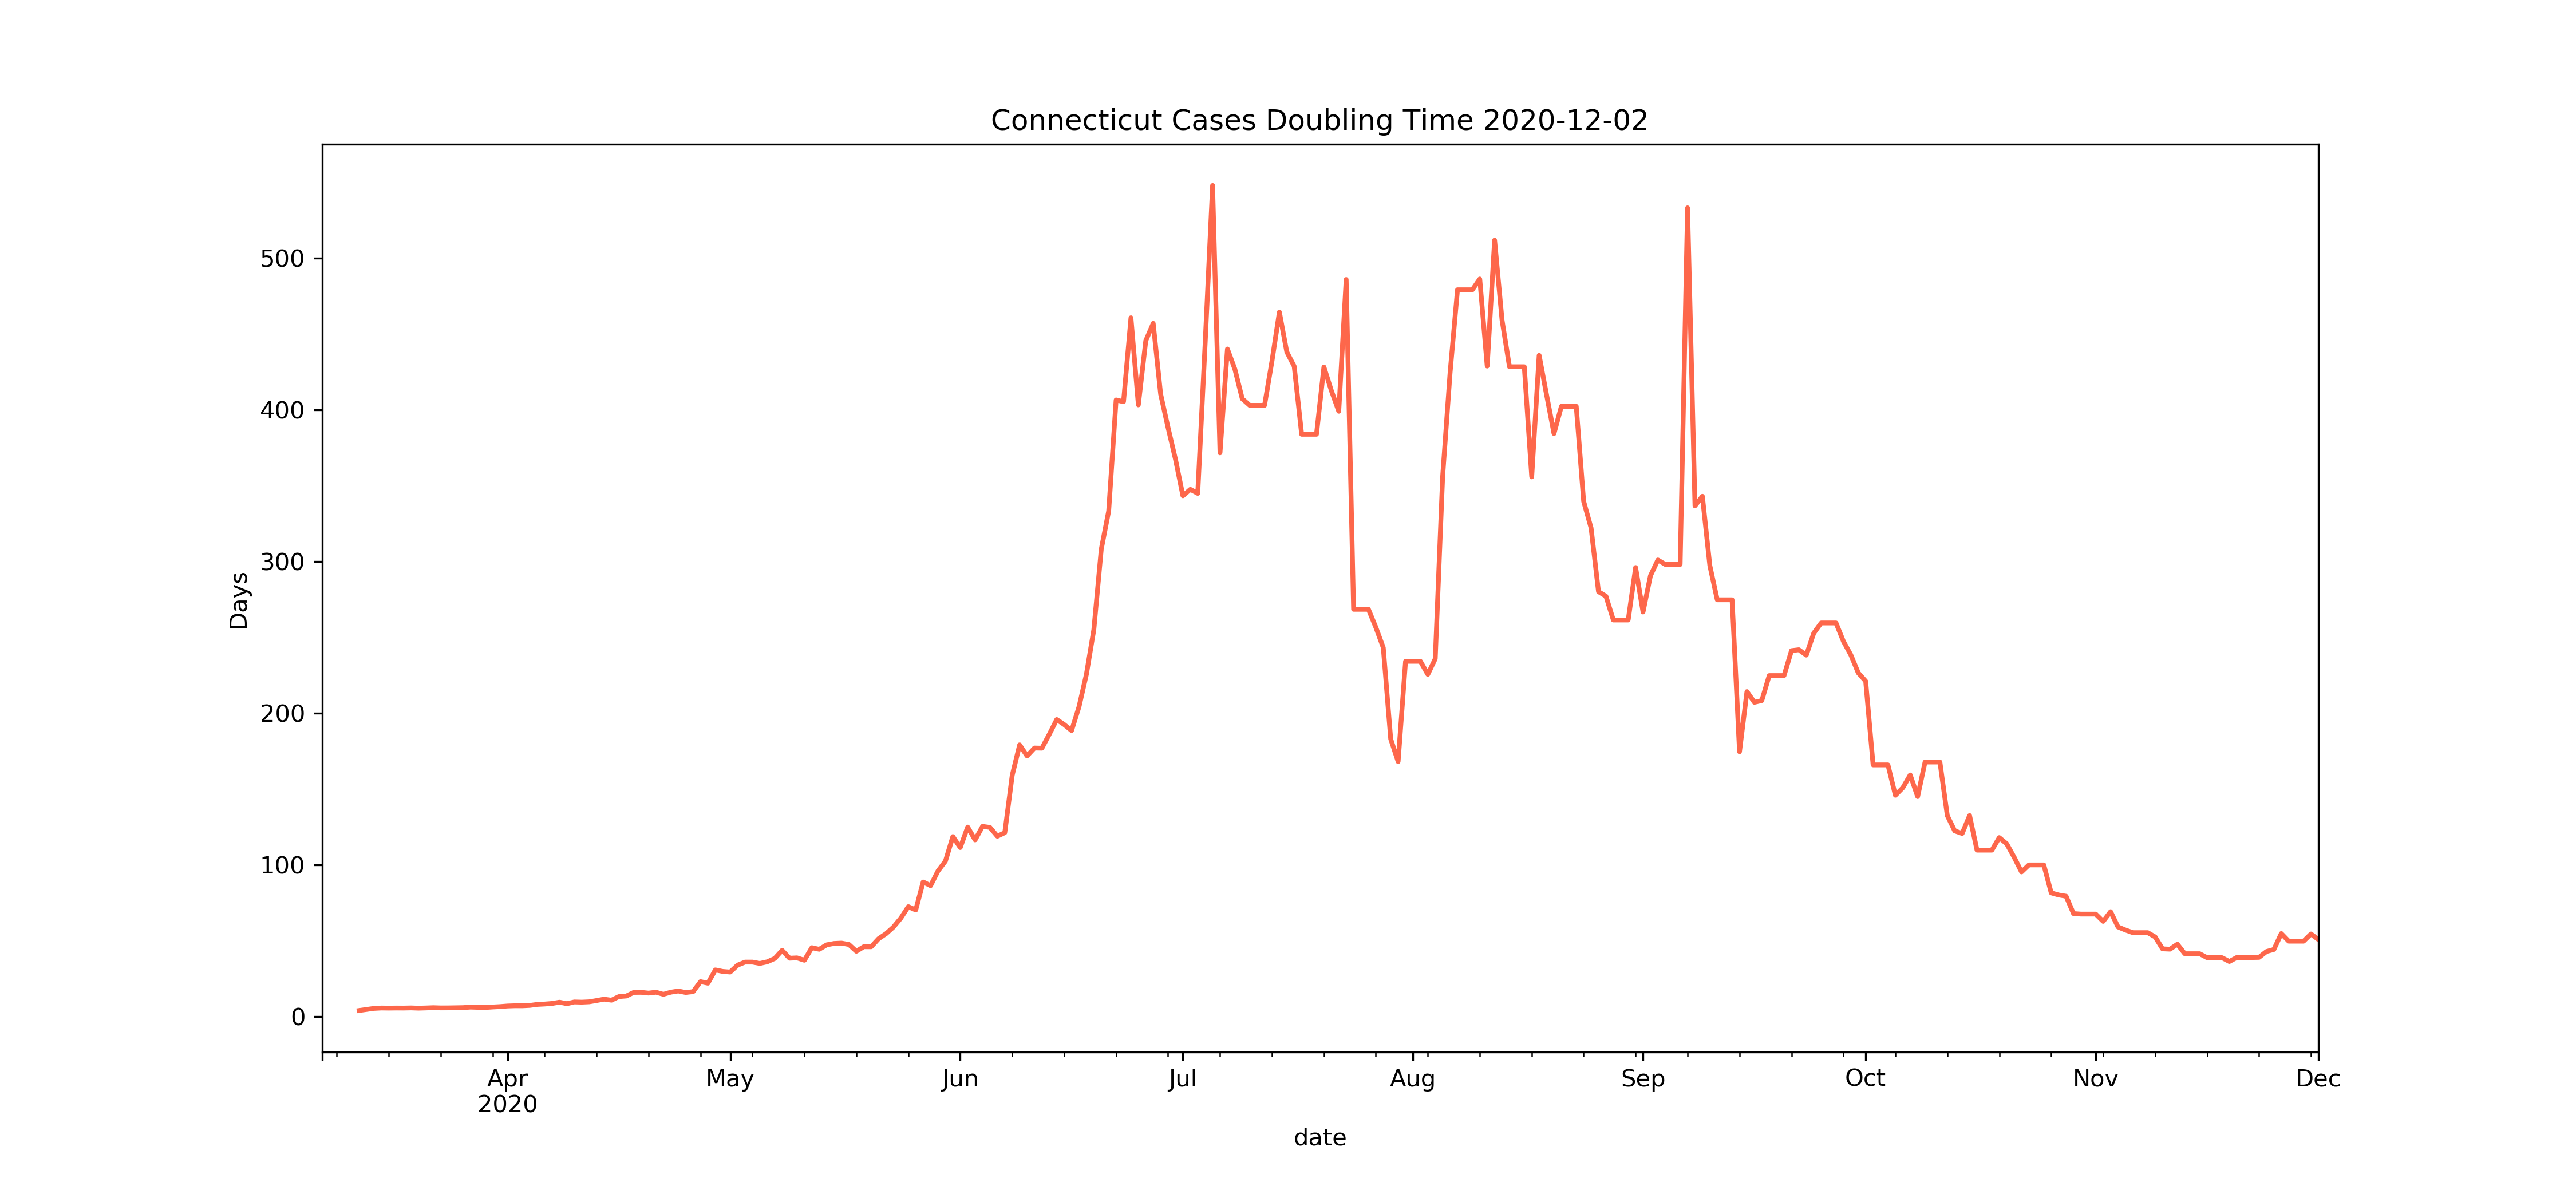 Connecticut Cases Doubling Time 2020-12-02
Days
500
400
300
200
100
0
Apr May Jun Jul Aug Sep Oct Nov Dec
2020
date